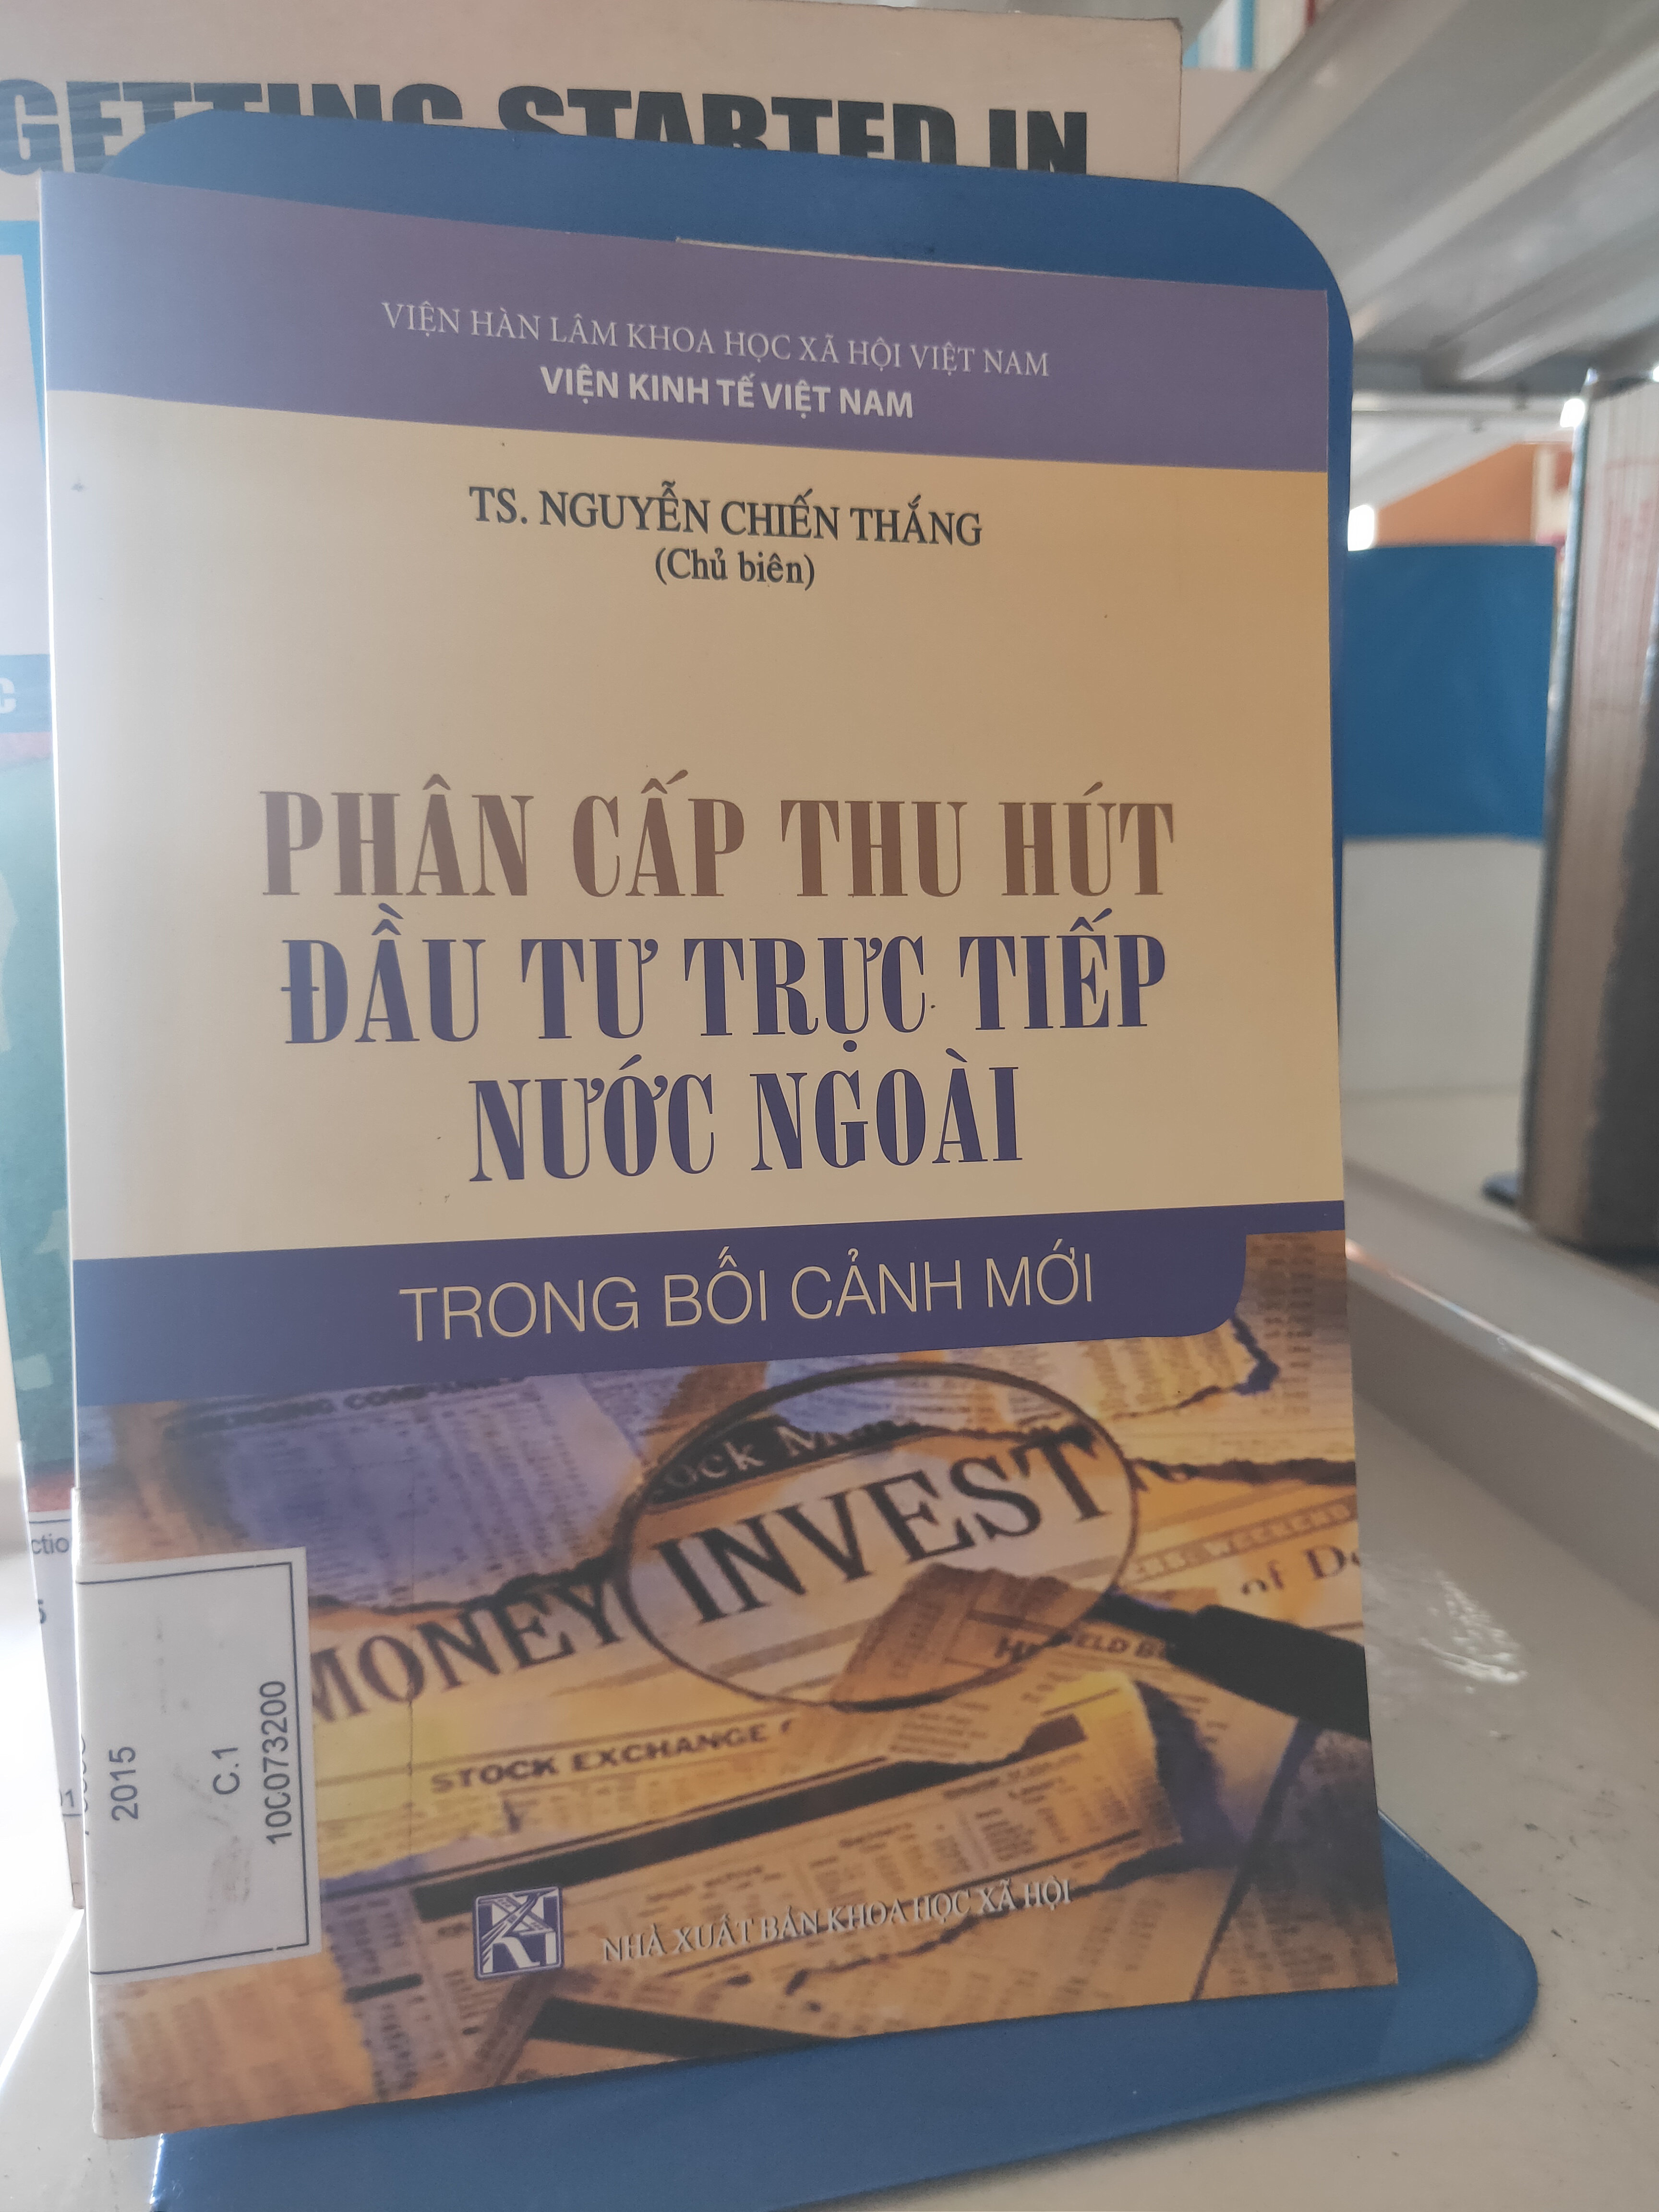 GETTING STARTED IN
VIỆN HÀN LÂM KHOA HỌC XÃ HỘI VIỆT NAM
VIỆN KINH TẾ VIỆT NAM
TS. NGUYỄN CHIẾN THẮNG
(Chủ biên)
PHÂN CẤP THU HÚT
ĐẦU TƯ TRỰC TIẾP
NƯỚC NGOÀI
TRONG BỐI CẢNH MỚI
INVEST
MONEY
of
STOCK EXCHANGE
2015
C.1
10C073200
NHÀ XUẤT BẢN KHOA HỌC XÃ HỘI